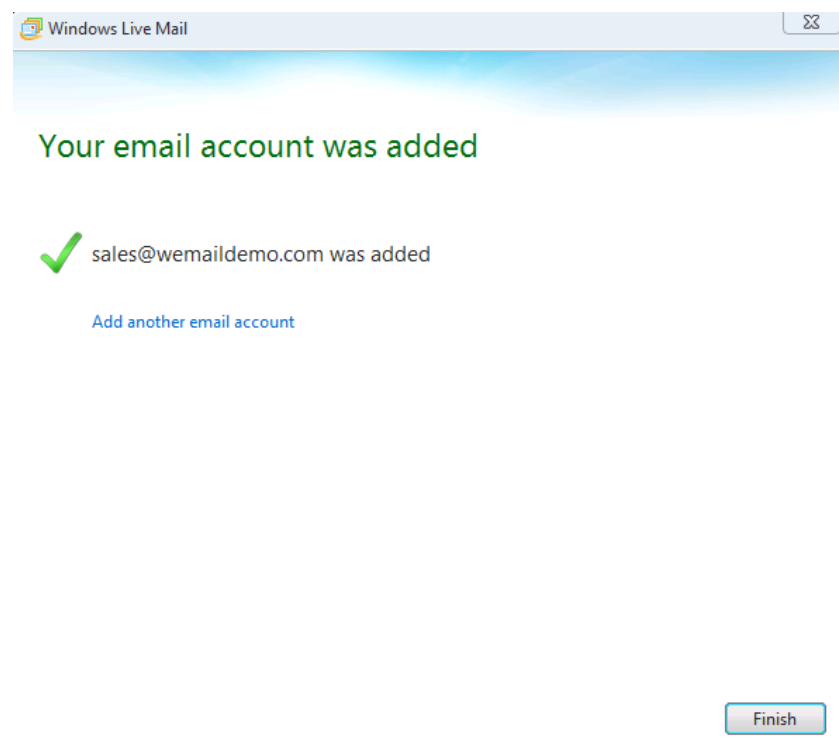 Windows Live Mail
Your email account was added
sales@wemaildemo.com was added
Add another email account
Finish